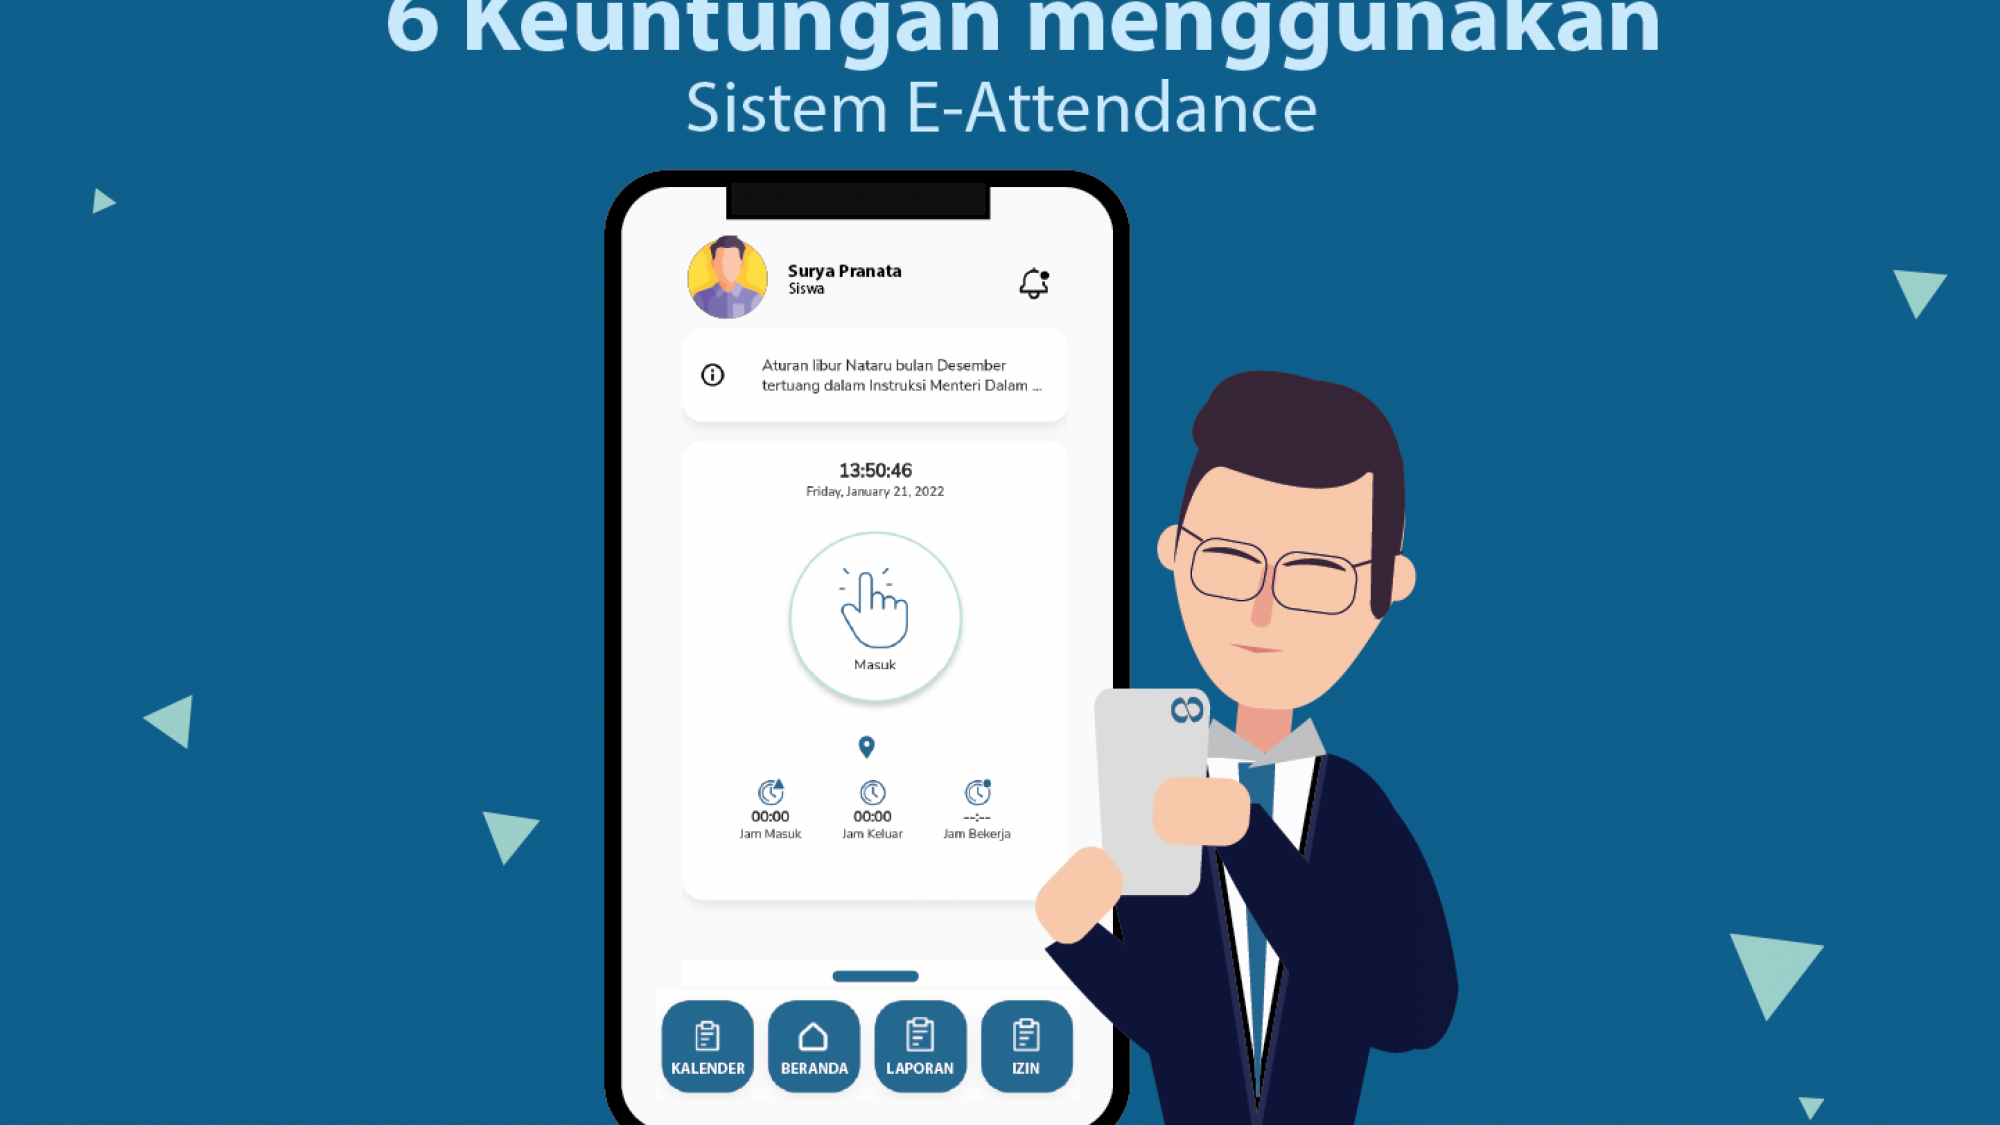 6 Keuntungan menggunakan
Sistem E-Attendance
Surya Pranata
Siswa
Aturan libur Nataru bulan Desember
tertuang dalam Instruksi Menteri Dalam ...
13:50:46
Friday, January 21, 2022
Masuk
00:00 00:00 --:--
Jam Masuk Jam Keluar Jam Bekerja
KALENDER BERANDA LAPORAN IZIN